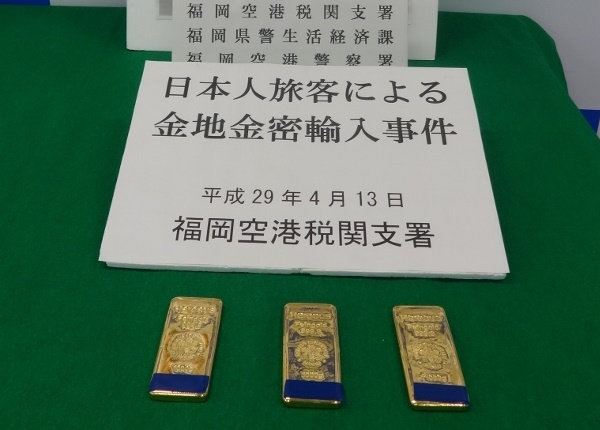 福岡空港税関支署
福岡県警生活経済課
福岡空港警察署
日本人旅客による
金地金密輸入事件
平成29年4月13日
福岡空港税関支署